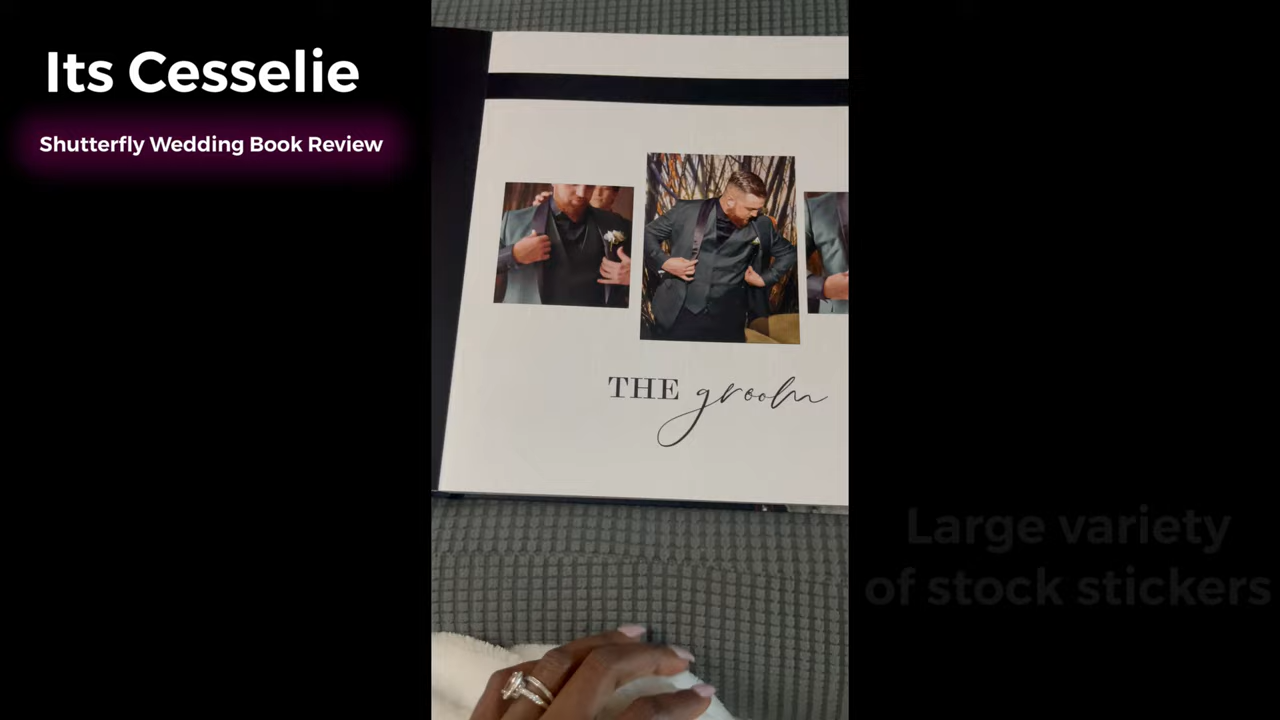 Its Cesselie
Shutterfly Wedding Book Review
THE groom
Large variety
of stock stickers